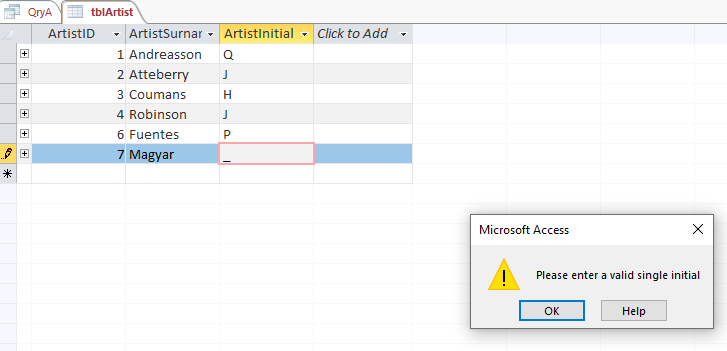 QryA tblArtist
ArtistID ArtistSurnar ArtistInitial Click to Add
1 Andreasson Q
2 Atteberry J
3 Coumans H
4 Robinson J
6 Fuentes P
7 Magyar _
Microsoft Access
Please enter a valid single initial
OK Help